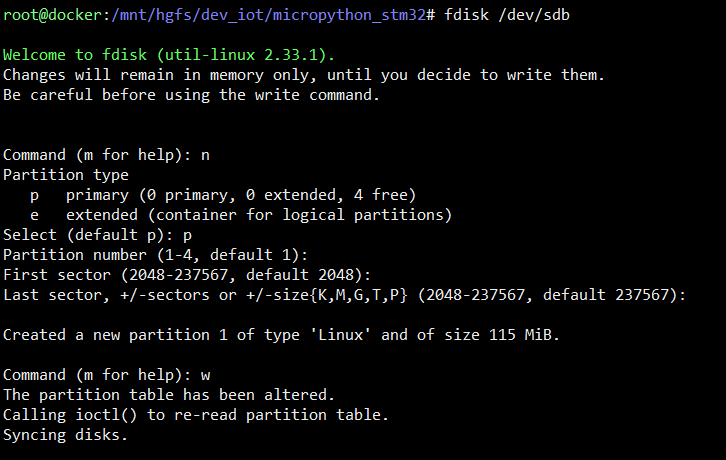 root@docker:/mnt/hgfs/dev_iot/micropython_stm32# fdisk /dev/sdb
Welcome to fdisk (util-linux 2.33.1).
Changes will remain in memory only, until you decide to write them.
Be careful before using the write command.
Command (m for help): n
Partition type
   p   primary (0 primary, 0 extended, 4 free)
   e   extended (container for logical partitions)
Select (default p): p
Partition number (1-4, default 1):
First sector (2048-237567, default 2048):
Last sector, +/-sectors or +/-size{K,M,G,T,P} (2048-237567, default 237567):
Created a new partition 1 of type 'Linux' and of size 115 MiB.
Command (m for help): w
The partition table has been altered.
Calling ioctl() to re-read partition table.
Syncing disks.